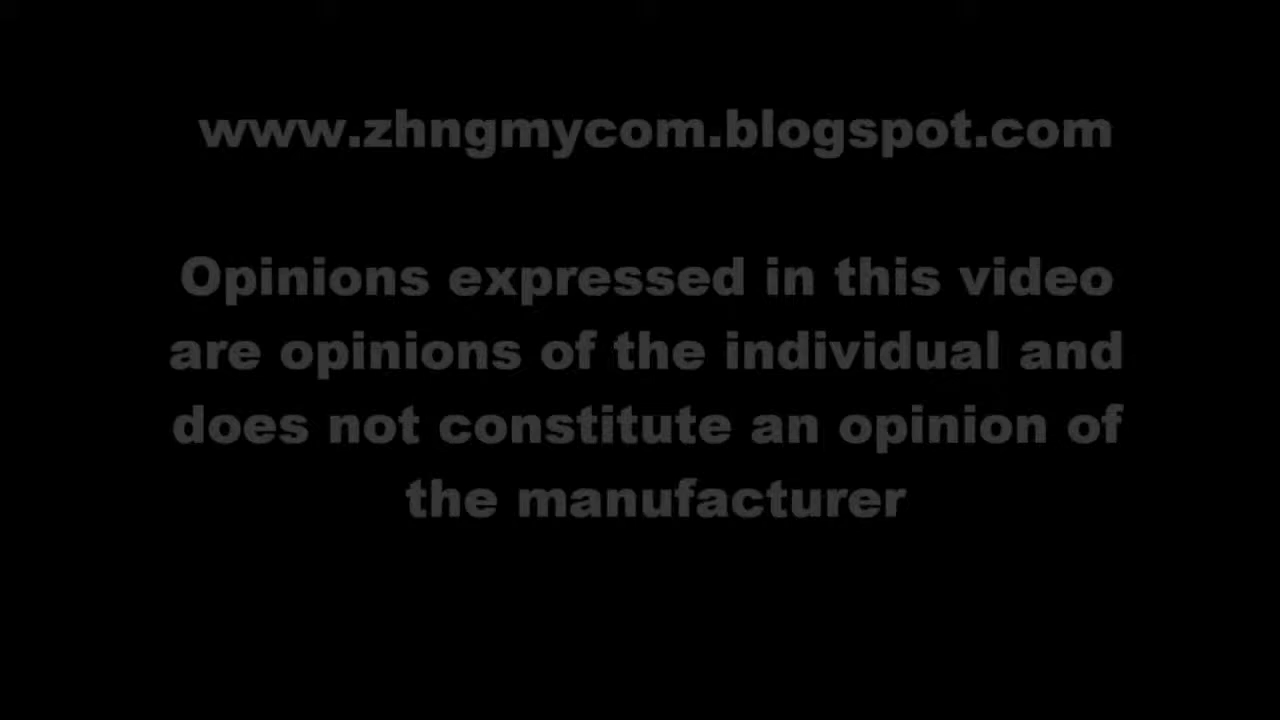 www.zhngmycom.blogspot.com
Opinions expressed in this video
are opinions of the individual and
does not constitute an opinion of
the manufacturer